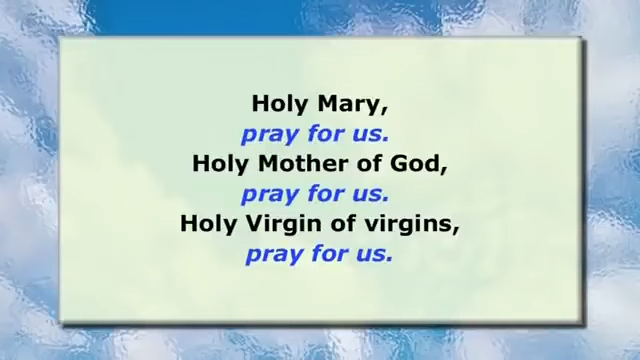 Holy Mary,
pray for us.
Holy Mother of God,
pray for us.
Holy Virgin of virgins,
pray for us.